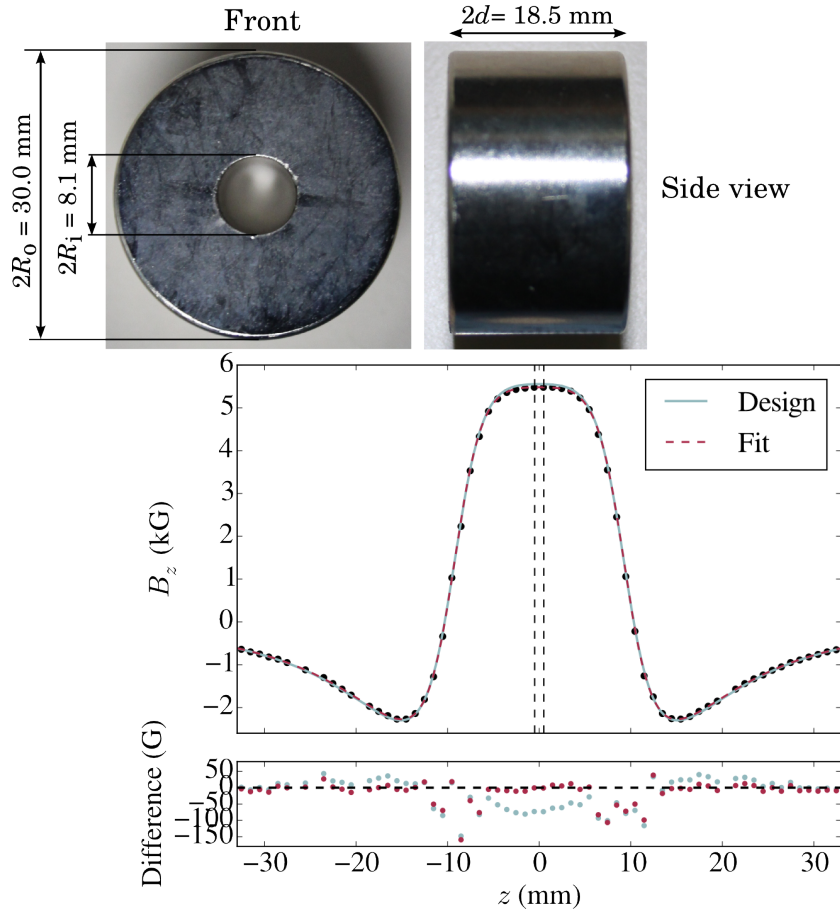 Front
2d= 18.5 mm
2Rₒ = 30.0 mm
2Rᵢ = 8.1 mm
Side view
6
5
4
3
2
1
0
−1
−2
B_z (kG)
Design
Fit
50
0
−50
−100
−150
Difference (G)
−30 −20 −10 0 10 20 30
z (mm)